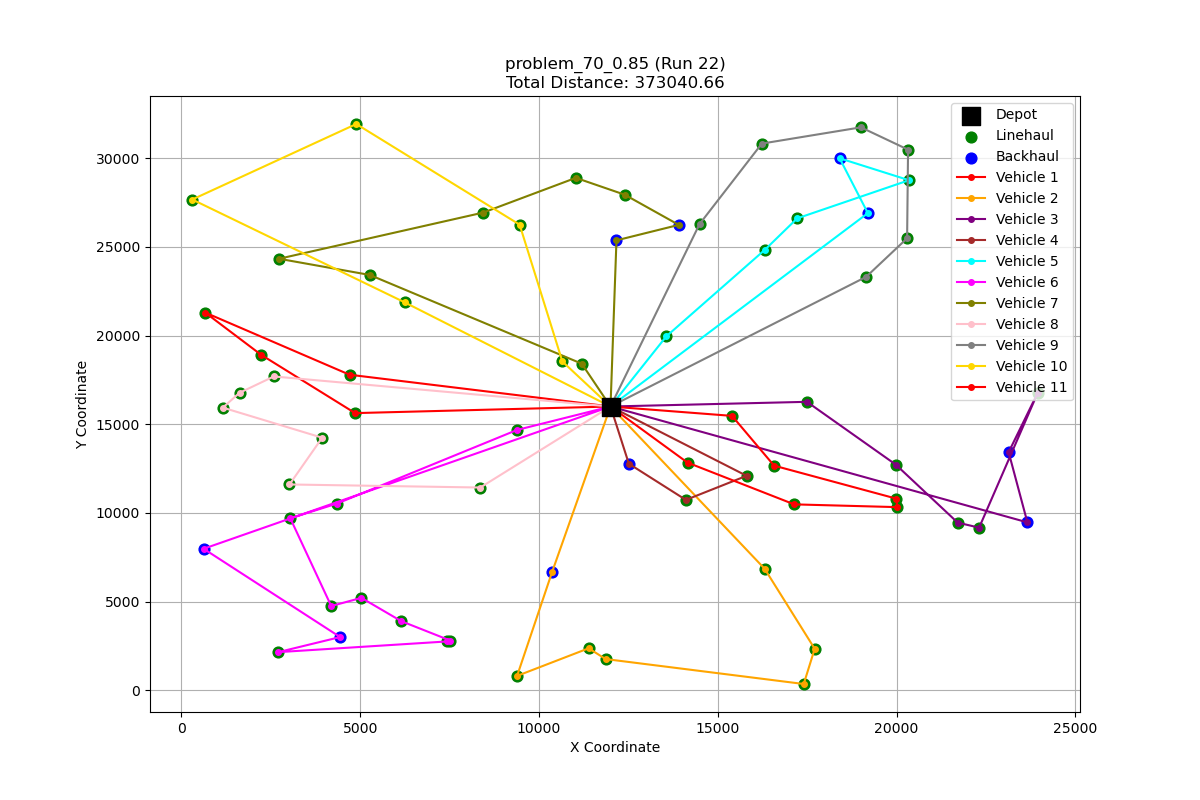 problem_70_0.85 (Run 22)
Total Distance: 373040.66
Depot
Linehaul
Backhaul
Vehicle 1
Vehicle 2
Vehicle 3
Vehicle 4
Vehicle 5
Vehicle 6
Vehicle 7
Vehicle 8
Vehicle 9
Vehicle 10
Vehicle 11
30000
25000
20000
15000
10000
5000
0
Y Coordinate
0 5000 10000 15000 20000 25000
X Coordinate